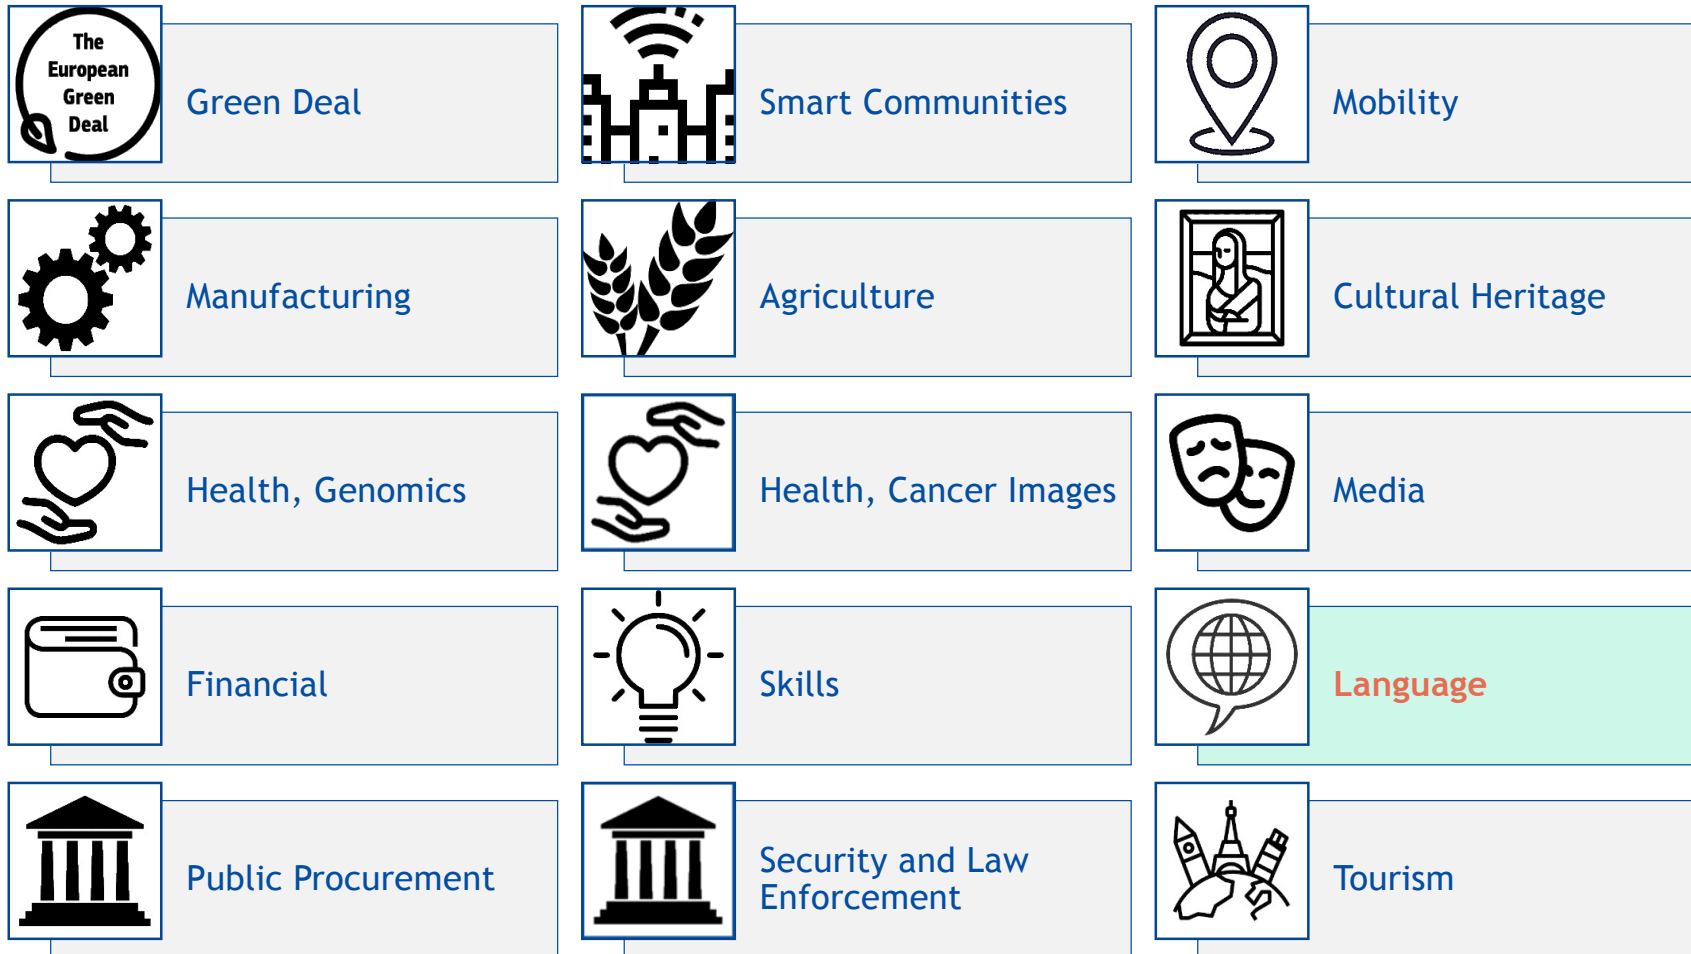 The
European
Green
Deal
Green Deal
Smart Communities
Mobility
Manufacturing
Agriculture
Cultural Heritage
Health, Genomics
Health, Cancer Images
Media
Financial
Skills
Language
Public Procurement
Security and Law
Enforcement
Tourism